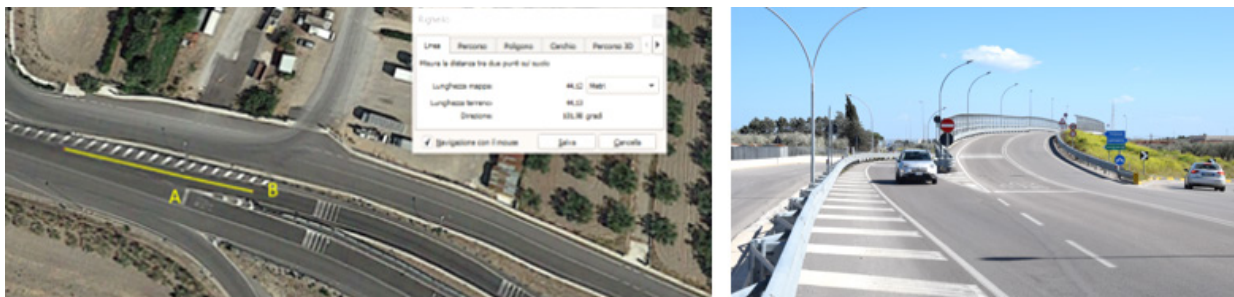 Righello
Linea Percorso Poligono Cerchio Percorso 3D
Misura la distanza tra due punti sul suolo
Lunghezza mappa: 44,12 Metri
Lunghezza terreno: 44,13
Direzione: 101,98 gradi
Navigazione con il mouse Salva Cancella
A
B